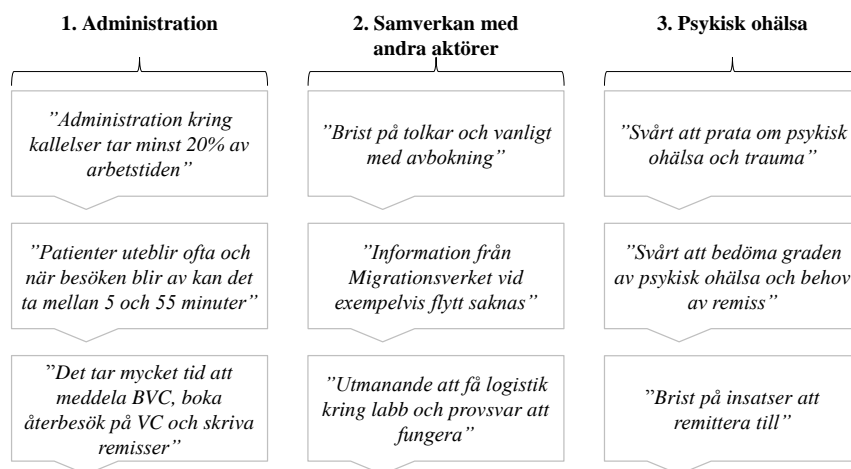 1. Administration
”Administration kring
kallelser tar minst 20% av
arbetstiden”
”Patienter uteblir ofta och
när besöken blir av kan det
ta mellan 5 och 55 minuter”
”Det tar mycket tid att
meddela BVC, boka
återbesök på VC och skriva
remisser”
2. Samverkan med
andra aktörer
”Brist på tolkar och vanligt
med avbokning”
”Information från
Migrationsverket vid
exempelvis flytt saknas”
”Utmanande att få logistik
kring labb och provsvar att
fungera”
3. Psykisk ohälsa
”Svårt att prata om psykisk
ohälsa och trauma”
”Svårt att bedöma graden
av psykisk ohälsa och behov
av remiss”
”Brist på insatser att
remittera till”